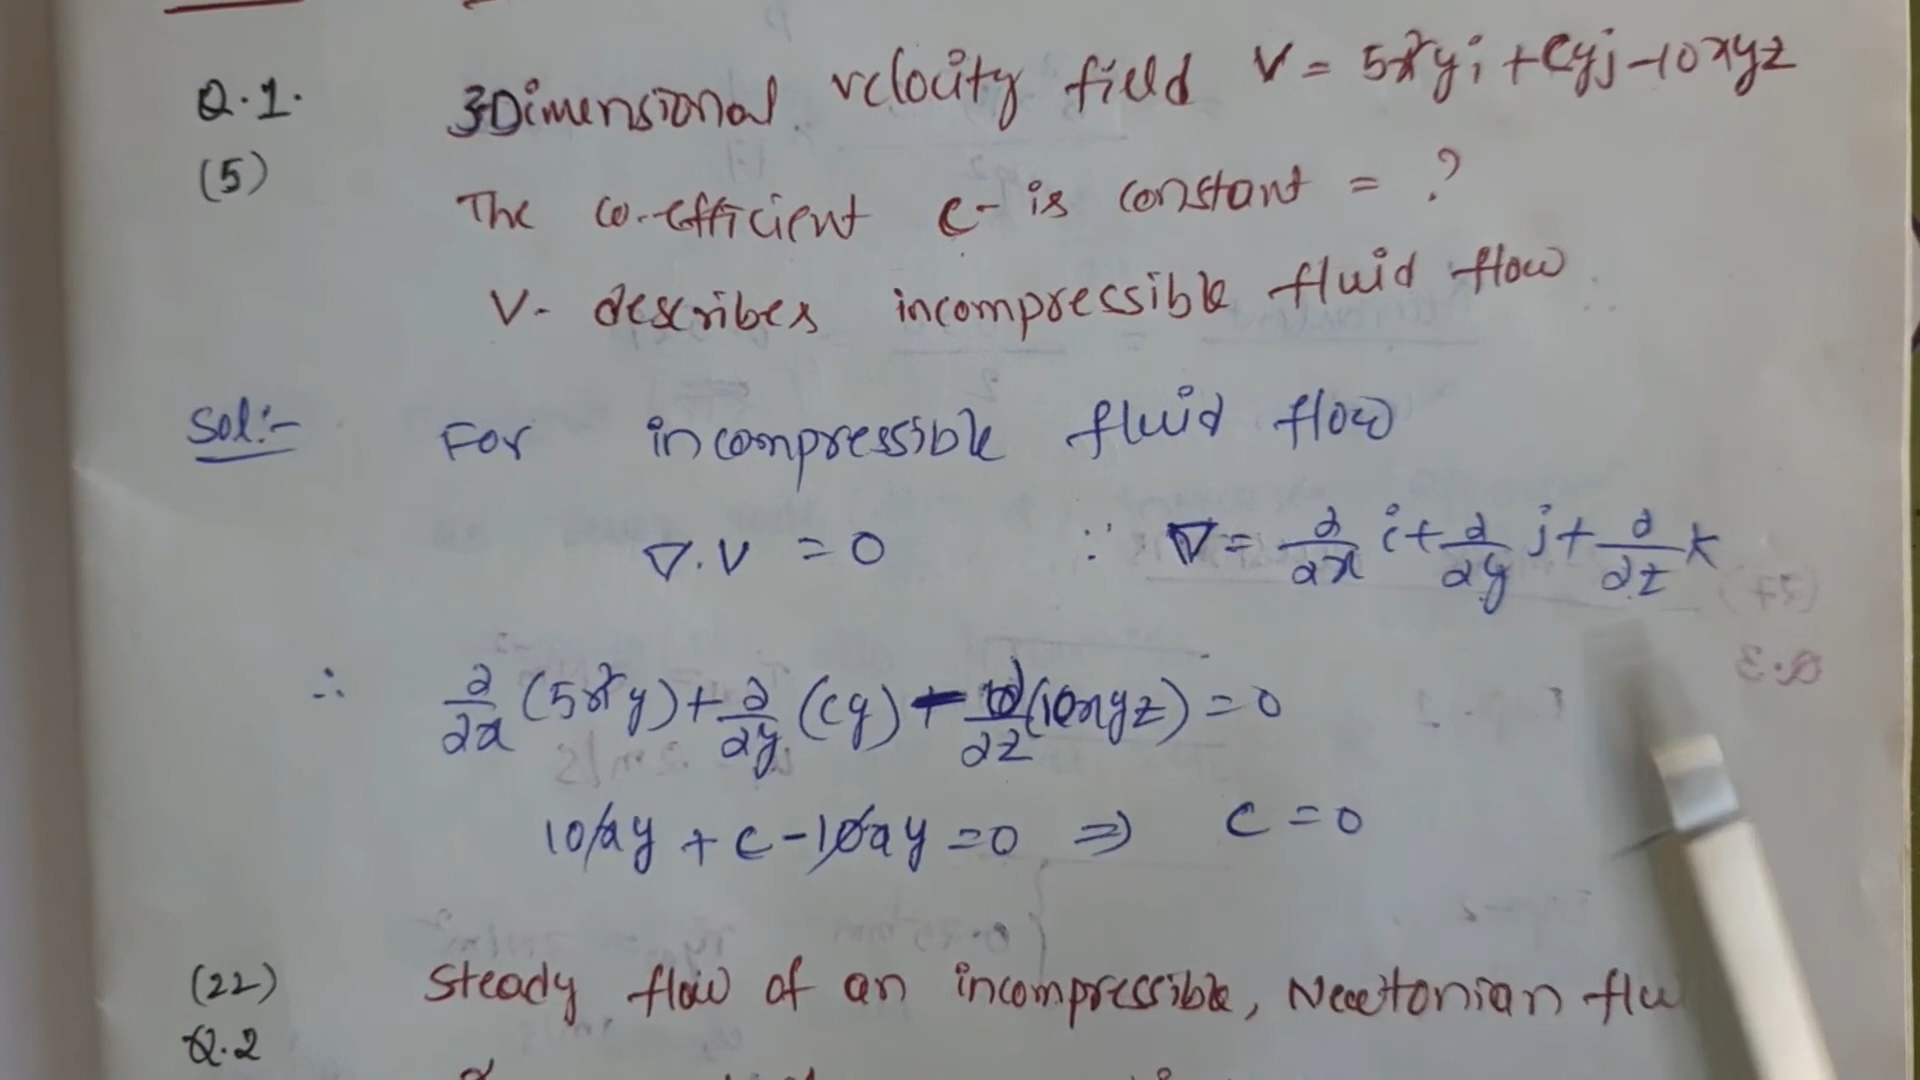 Q.1. 3Dimensional velocity field V = 5x²yi + cyj - 10xyz
(5) The co-efficient c- is constant = ?
V- describes incompressible fluid flow
Sol:- For incompressible fluid flow
∇.V = 0 ∵ ∇ = ∂/∂x i + ∂/∂y j + ∂/∂z k
∴ ∂/∂x (5x²y) + ∂/∂y (cy) - ∂/∂z (10xyz) = 0
10xy + c - 10xy = 0 ⇒ c = 0
(22) Steady flow of an incompressible, Newtonian flu
Q.2